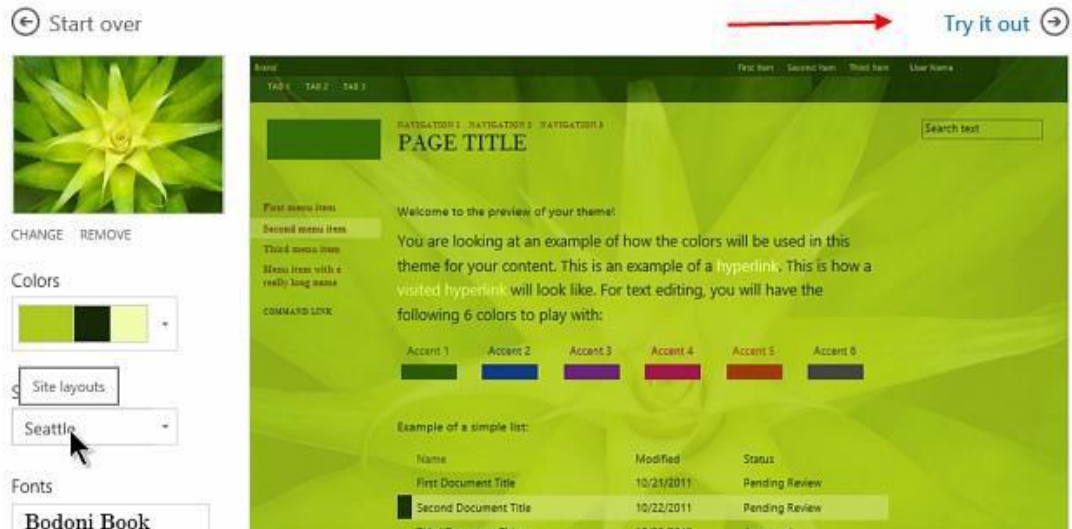 Start over
Try it out
Brand
First Item Second Item Third Item User Name
TAB 1 TAB 2 TAB 3
NAVIGATION 1 NAVIGATION 2 NAVIGATION 3
PAGE TITLE
Search text
CHANGE REMOVE
First menu item
Second menu item
Third menu item
Menu item with a
really long name
COMMAND LINK
Welcome to the preview of your theme!
You are looking at an example of how the colors will be used in this
theme for your content. This is an example of a hyperlink. This is how a
visited hyperlink will look like. For text editing, you will have the
following 6 colors to play with:
Accent 1 Accent 2 Accent 3 Accent 4 Accent 5 Accent 6
Colors
Site layouts
Seattle
Fonts
Bodoni Book
Example of a simple list:
Name Modified Status
First Document Title 10/21/2011 Pending Review
Second Document Title 10/22/2011 Pending Review